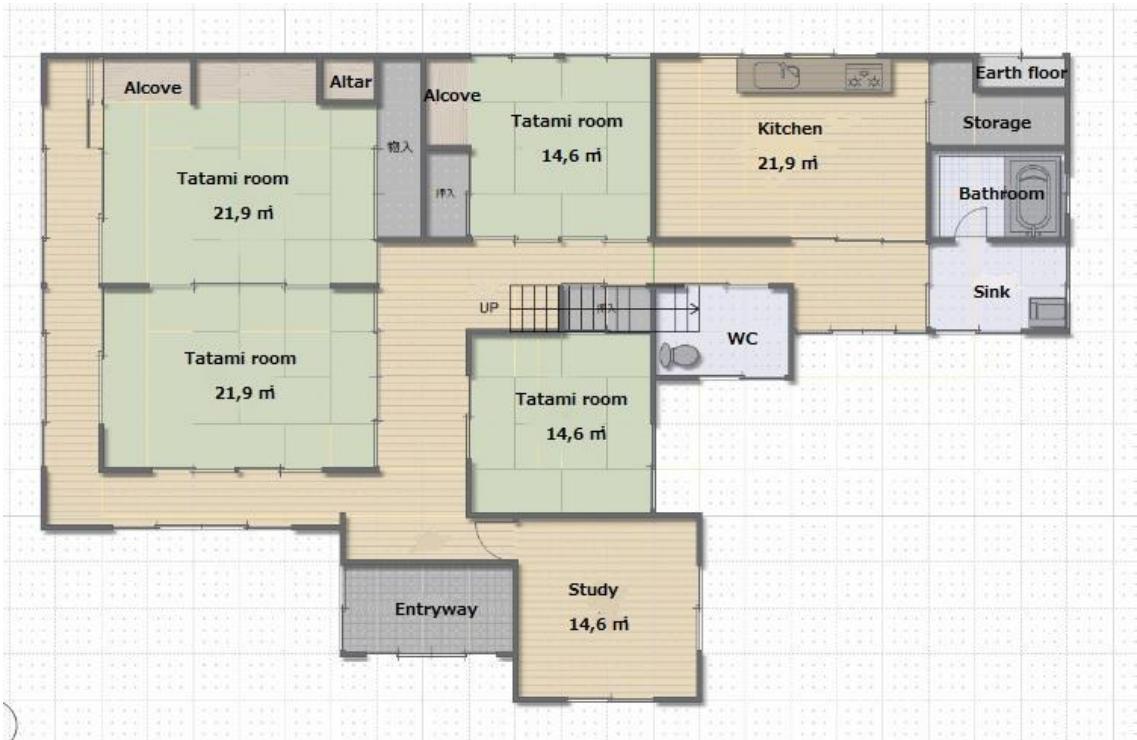 Alcove
Altar
物入
Alcove
押入
Tatami room
14,6 ㎡
Kitchen
21,9 ㎡
Earth floor
Storage
Bathroom
Sink
Tatami room
21,9 ㎡
Tatami room
21,9 ㎡
UP
押入
WC
Tatami room
14,6 ㎡
Entryway
Study
14,6 ㎡